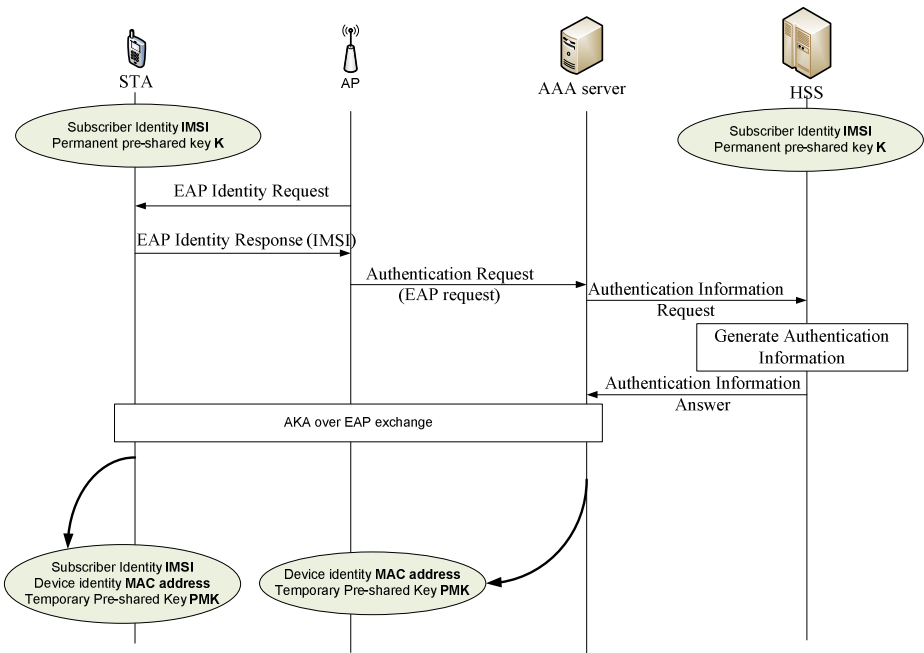 STA
AP
AAA server
HSS
Subscriber Identity IMSI
Permanent pre-shared key K
Subscriber Identity IMSI
Permanent pre-shared key K
EAP Identity Request
EAP Identity Response (IMSI)
Authentication Request
(EAP request)
Authentication Information
Request
Generate Authentication
Information
Authentication Information
Answer
AKA over EAP exchange
Subscriber Identity IMSI
Device identity MAC address
Temporary Pre-shared Key PMK
Device identity MAC address
Temporary Pre-shared Key PMK